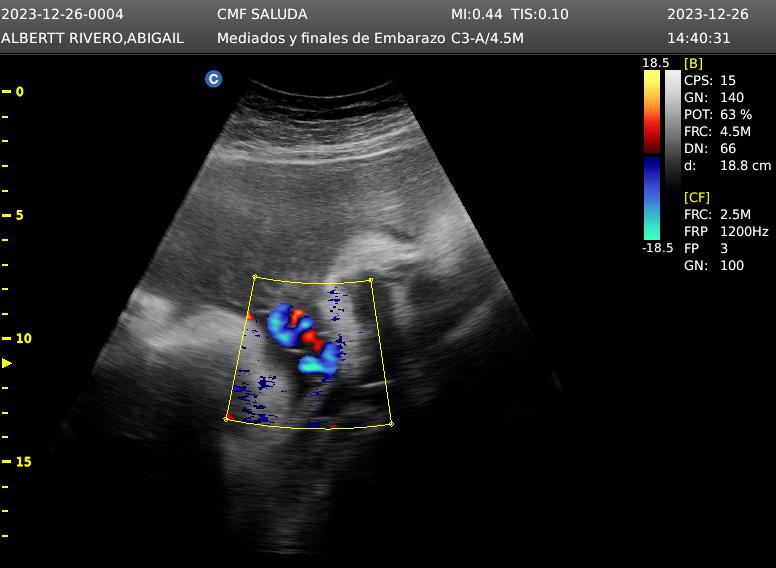 2023-12-26-0004 CMF SALUDA MI:0.44 TIS:0.10 2023-12-26
ALBERTT RIVERO,ABIGAIL Mediados y finales de Embarazo C3-A/4.5M 14:40:31
C
18.5 [B]
CPS: 15
GN: 140
POT: 63 %
FRC: 4.5M
DN: 66
d: 18.8 cm
[CF]
FRC: 2.5M
FRP 1200Hz
-18.5 FP 3
GN: 100
0
5
10
15